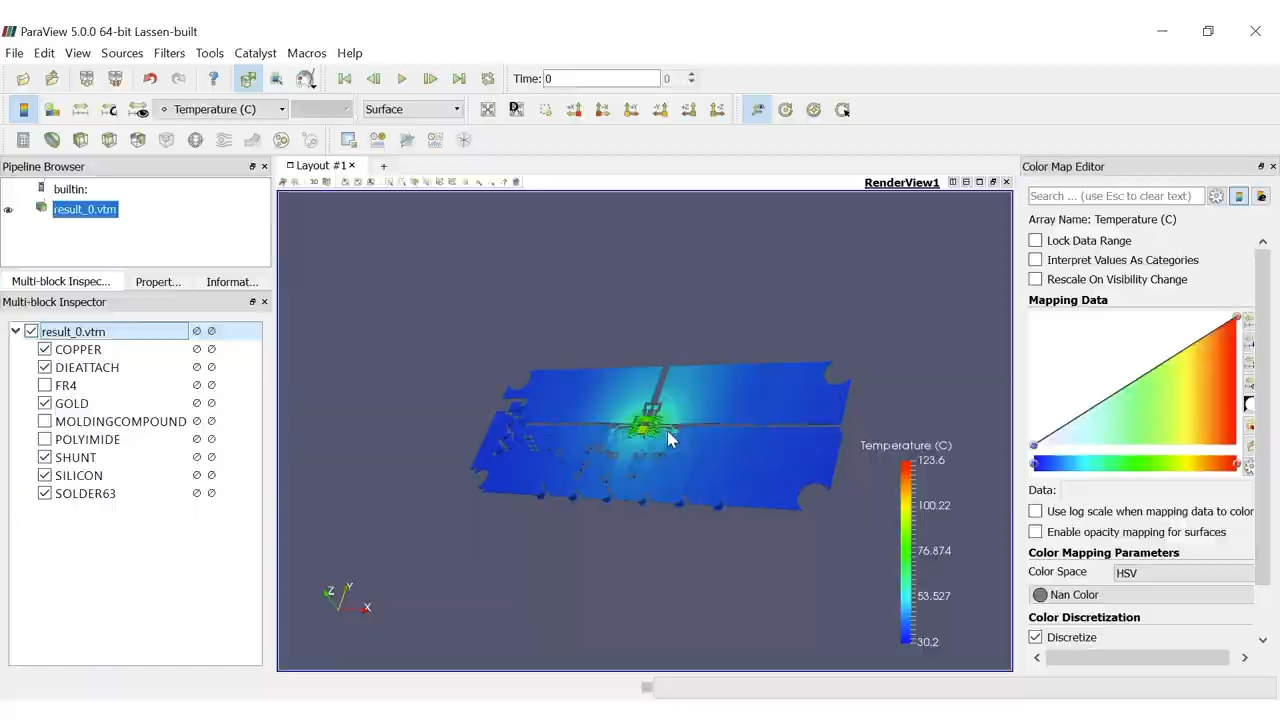 ParaView 5.0.0 64-bit Lassen-built
File Edit View Sources Filters Tools Catalyst Macros Help
Time: 0 0
Temperature (C) Surface
Pipeline Browser
Layout #1 × +
Color Map Editor
builtin:
result_0.vtm
3D
RenderView1
Search ... (use Esc to clear text)
Array Name: Temperature (C)
Lock Data Range
Interpret Values As Categories
Rescale On Visibility Change
Mapping Data
Multi-block Inspec... Propert... Informat...
Multi-block Inspector
result_0.vtm
COPPER
DIEATTACH
FR4
GOLD
MOLDINGCOMPOUND
POLYIMIDE
SHUNT
SILICON
SOLDER63
Temperature (C)
123.6
100.22
76.874
53.527
30.2
Z Y X
Data:
Use log scale when mapping data to color
Enable opacity mapping for surfaces
Color Mapping Parameters
Color Space HSV
Nan Color
Color Discretization
Discretize